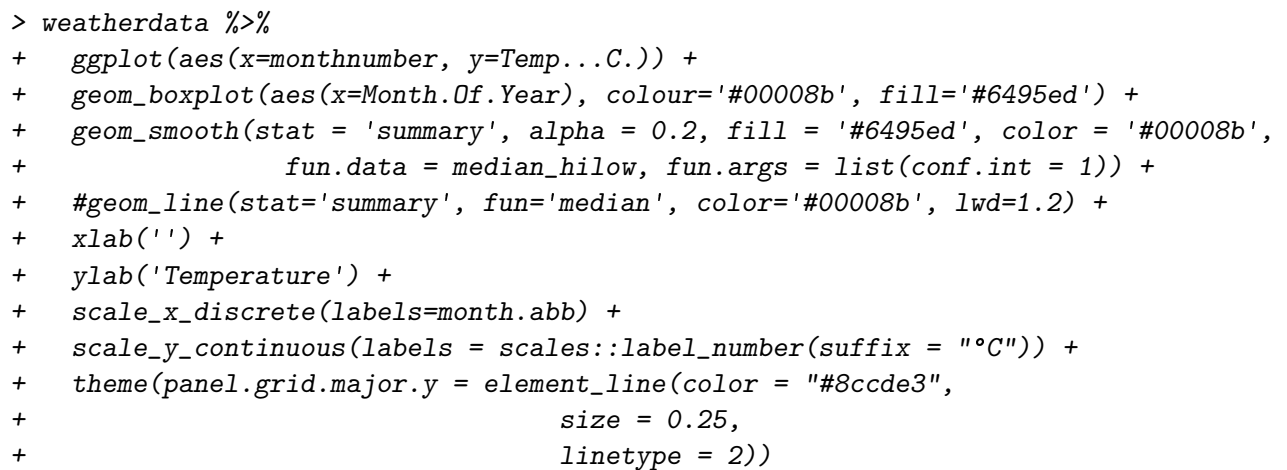 > weatherdata %>%
+   ggplot(aes(x=monthnumber, y=Temp...C.)) +
+   geom_boxplot(aes(x=Month.Of.Year), colour='#00008b', fill='#6495ed') +
+   geom_smooth(stat = 'summary', alpha = 0.2, fill = '#6495ed', color = '#00008b',
+               fun.data = median_hilow, fun.args = list(conf.int = 1)) +
+   #geom_line(stat='summary', fun='median', color='#00008b', lwd=1.2) +
+   xlab('') +
+   ylab('Temperature') +
+   scale_x_discrete(labels=month.abb) +
+   scale_y_continuous(labels = scales::label_number(suffix = "°C")) +
+   theme(panel.grid.major.y = element_line(color = "#8ccde3",
+                                           size = 0.25,
+                                           linetype = 2))